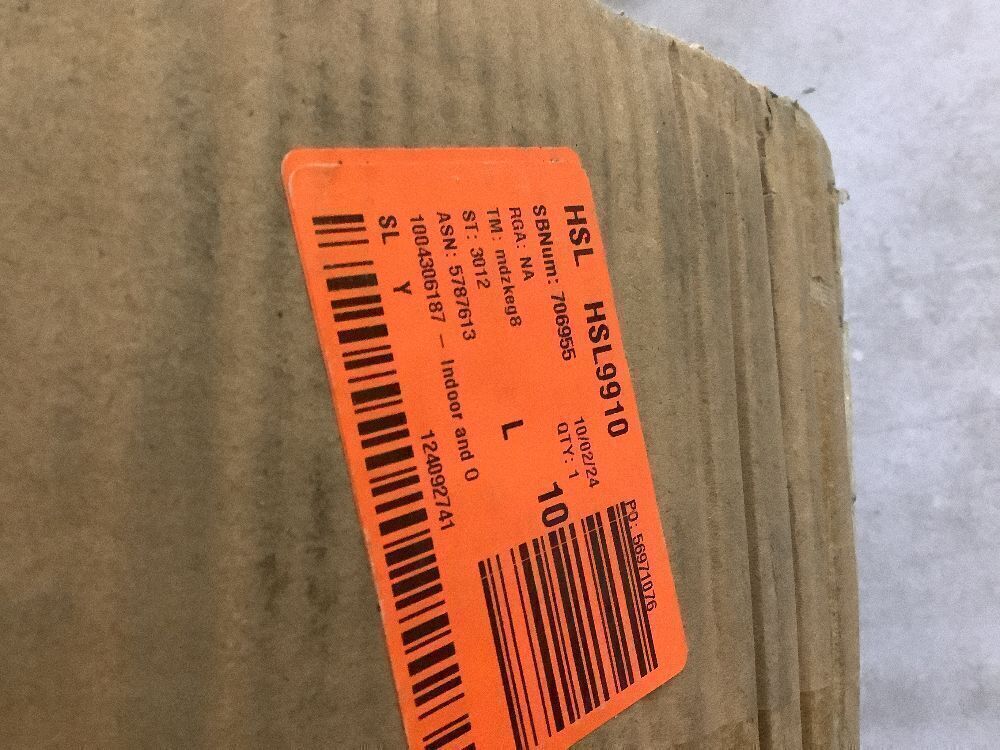 HSL HSL9910
SBNum: 706955
10/02/24
PO: 56971076
RGA: NA
QTY: 1
TM: mdzkeg8
L
10
ST: 3012
ASN: 5787613
1004306187 - Indoor and O
SL Y
124092741